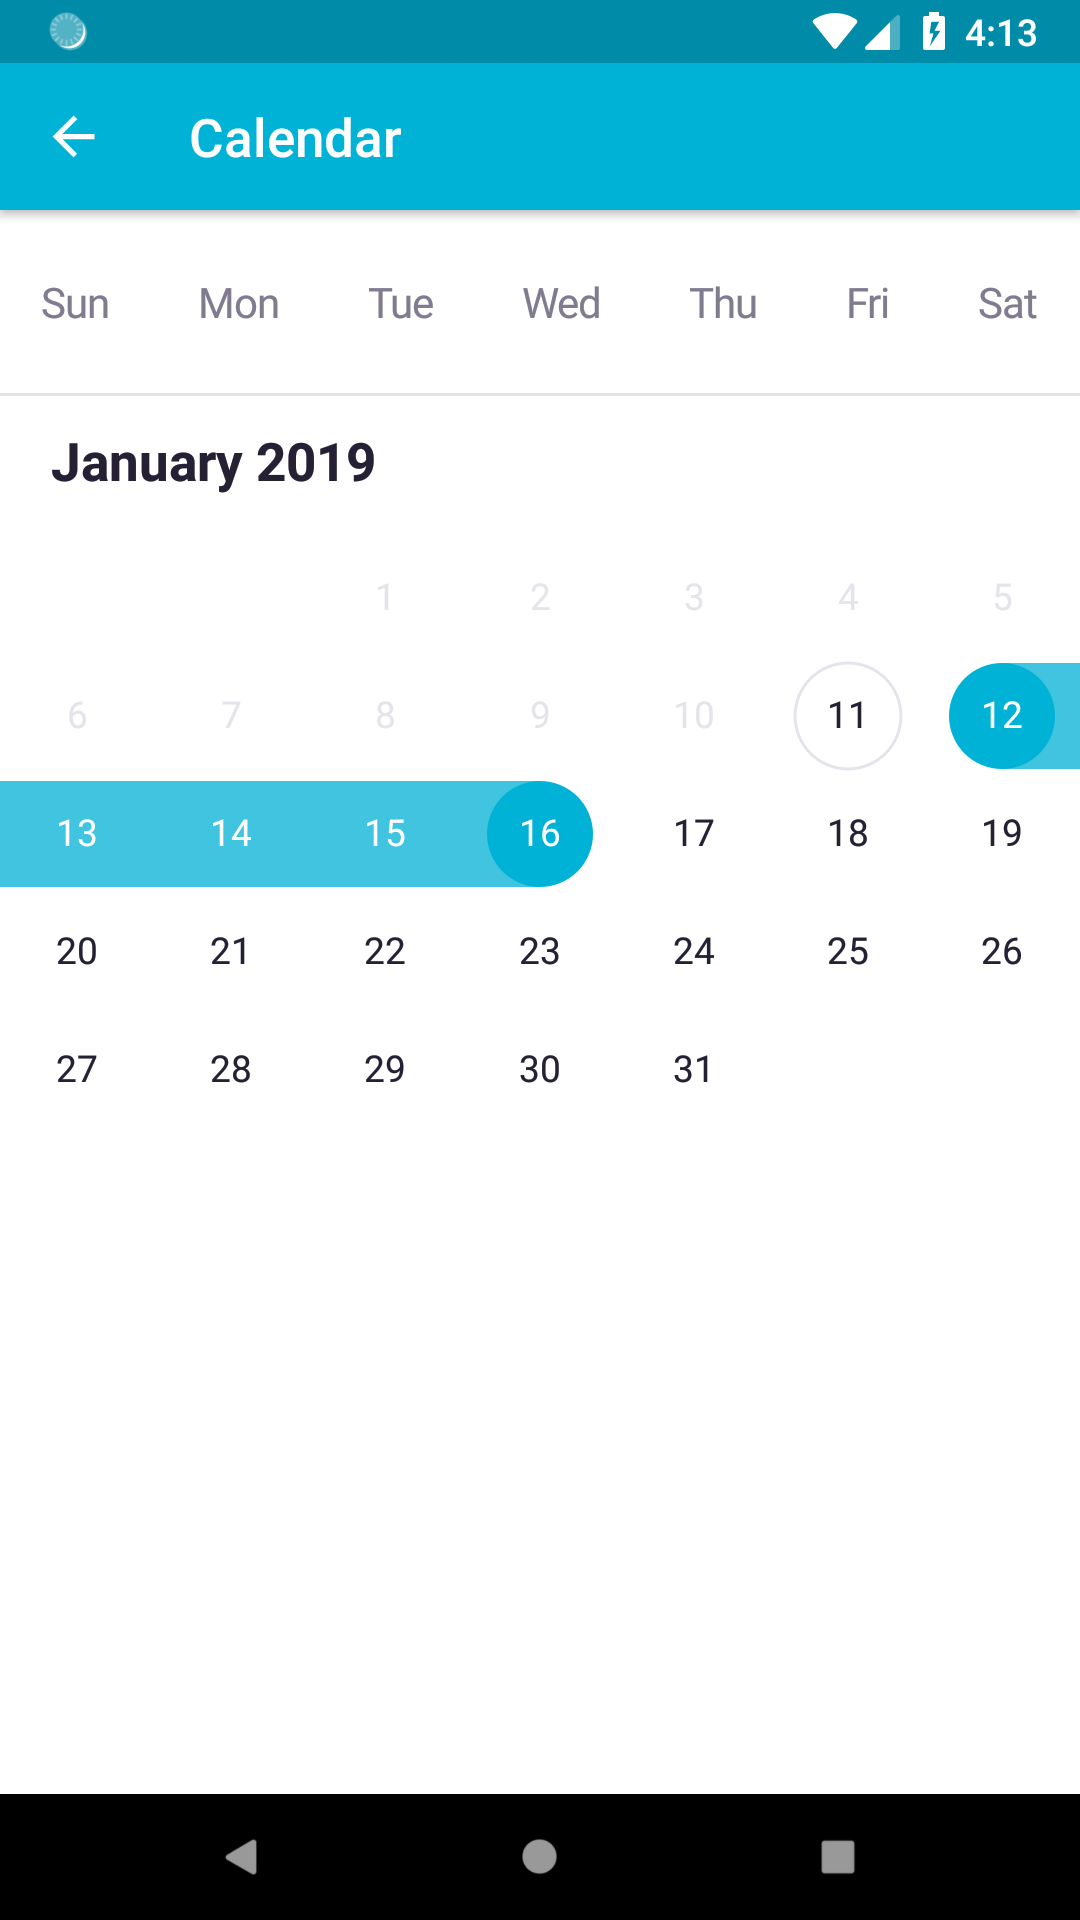 4:13
Calendar
Sun Mon Tue Wed Thu Fri Sat
January 2019
1 2 3 4 5
6 7 8 9 10 11 12
13 14 15 16 17 18 19
20 21 22 23 24 25 26
27 28 29 30 31